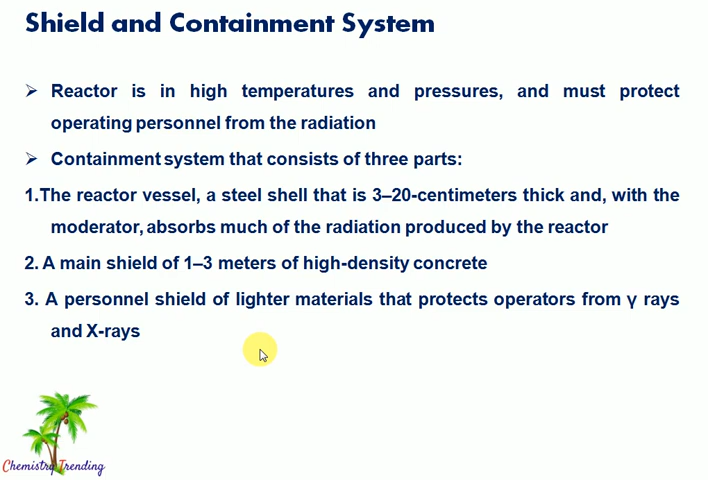 Shield and Containment System
➢ Reactor is in high temperatures and pressures, and must protect
operating personnel from the radiation
➢ Containment system that consists of three parts:
1.The reactor vessel, a steel shell that is 3–20-centimeters thick and, with the
moderator, absorbs much of the radiation produced by the reactor
2. A main shield of 1–3 meters of high-density concrete
3. A personnel shield of lighter materials that protects operators from γ rays
and X-rays
Chemistry Trending